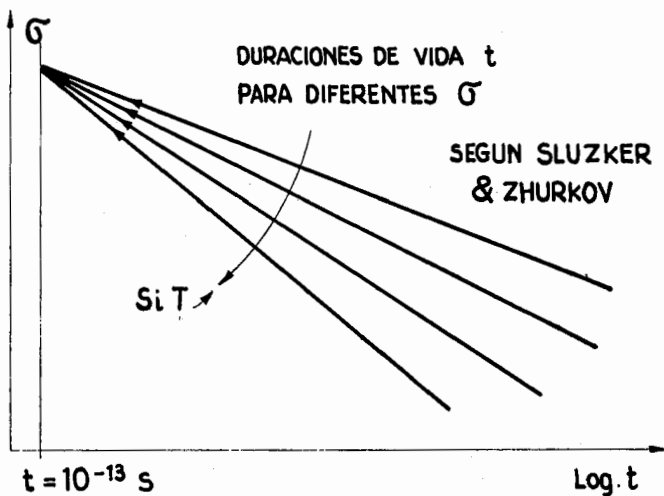 σ
DURACIONES DE VIDA t
PARA DIFERENTES σ
SEGUN SLUZKER
& ZHURKOV
Si T ↗
t = 10⁻¹³ s
Log. t